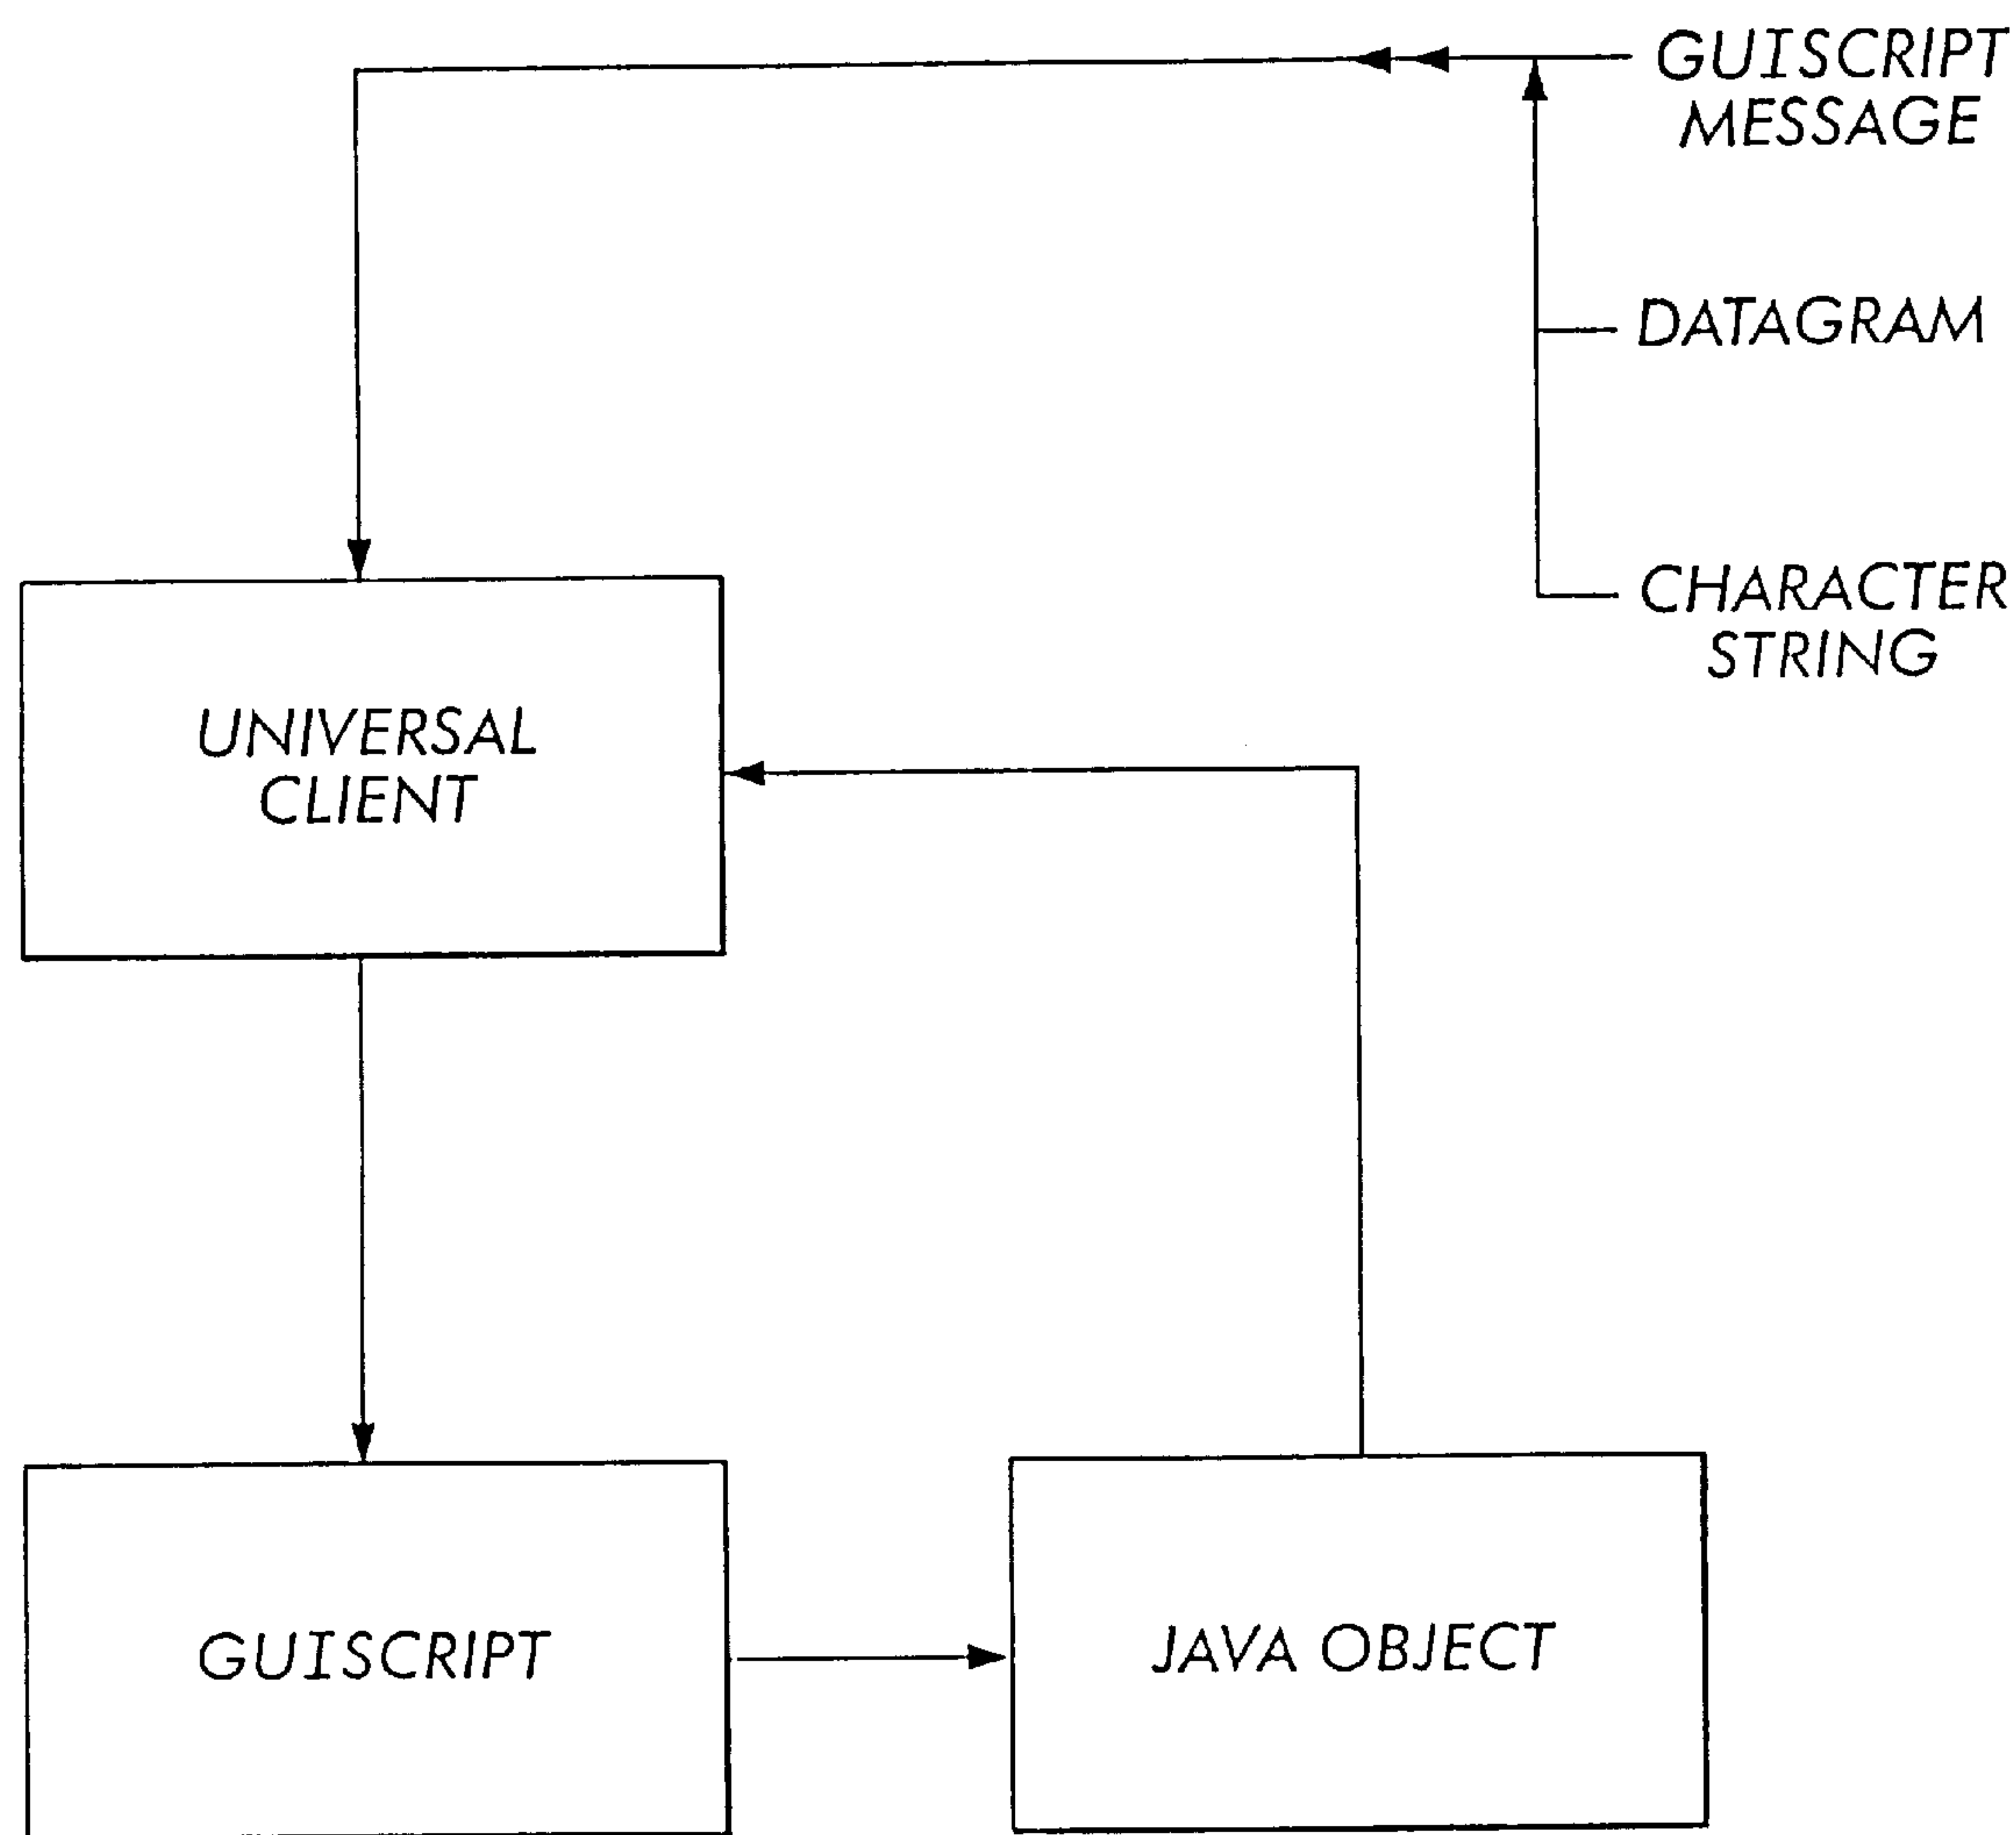 GUISCRIPT
MESSAGE
DATAGRAM
CHARACTER
STRING
UNIVERSAL
CLIENT
GUISCRIPT
JAVA OBJECT